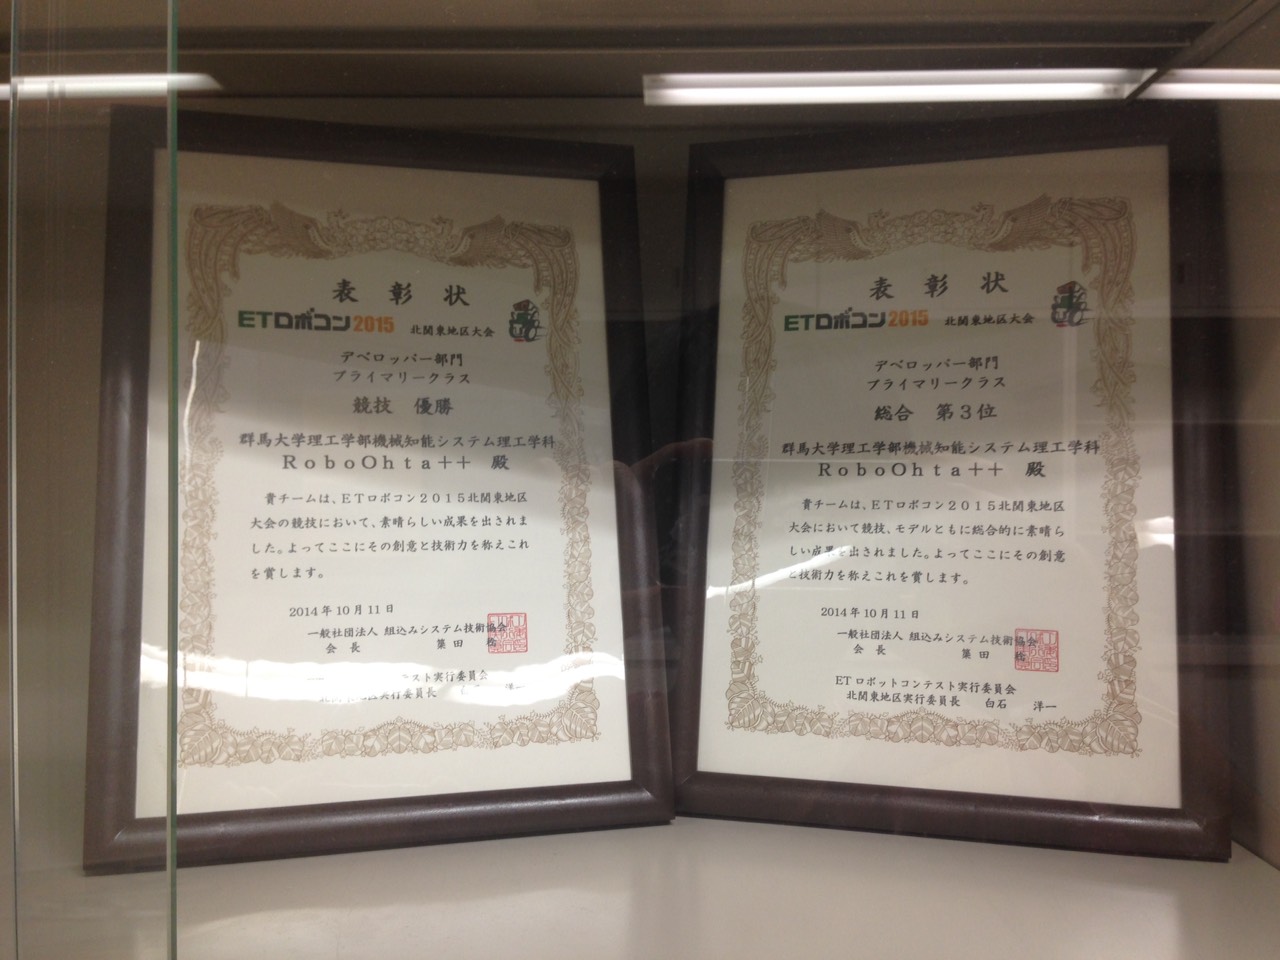 表彰状
ETロボコン2015 北関東地区大会
デベロッパー部門
プライマリークラス
競技 優勝
群馬大学理工学部機械知能システム理工学科
RoboOhta++ 殿
貴チームは、ETロボコン2015北関東地区
大会の競技において、素晴らしい成果を出されま
した。よってここにその創意と技術力を称えこれ
を賞します。
2014年10月11日
一般社団法人 組込みシステム技術協会
会長 簗田
スト実行委員会
実行委員長 洋一
表彰状
ETロボコン2015 北関東地区大会
デベロッパー部門
プライマリークラス
総合 第3位
群馬大学理工学部機械知能システム理工学科
RoboOhta++ 殿
貴チームは、ETロボコン2015北関東地区
大会において競技、モデルともに総合的に素晴ら
しい成果を出されました。よってここにその創意
と技術力を称えこれを賞します。
2014年10月11日
一般社団法人 組込みシステム技術協会
会長 簗田
ETロボットコンテスト実行委員会
北関東地区実行委員長 白石 洋一